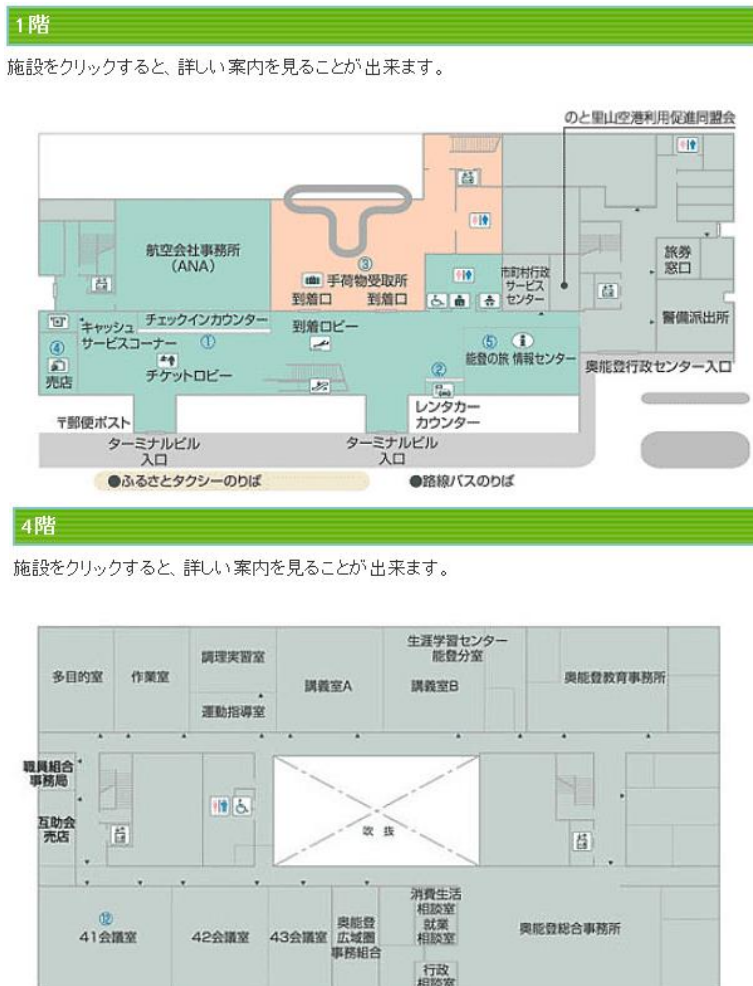 1階
施設をクリックすると、詳しい案内を見ることが出来ます。
のと里山空港利用促進同盟会
航空会社事務所
(ANA)
③
手荷物受取所
到着口 到着口
市町村行政
サービス
センター
旅券
窓口
警備派出所
キャッシュ
サービスコーナー
チェックインカウンター
①
チケットロビー
到着ロビー
④
売店
②
⑤
能登の旅 情報センター
奥能登行政センター入口
レンタカー
カウンター
〒郵便ポスト
ターミナルビル
入口
ターミナルビル
入口
●ふるさとタクシーのりば
●路線バスのりば
4階
施設をクリックすると、詳しい案内を見ることが出来ます。
多目的室
作業室
調理実習室
運動指導室
講義室A
生涯学習センター
能登分室
講義室B
奥能登教育事務所
職員組合
事務局
互助会
売店
吹 抜
⑫
41会議室
42会議室
43会議室
奥能登
広域圏
事務組合
消費生活
相談室
就業
相談室
行政
相談室
奥能登総合事務所